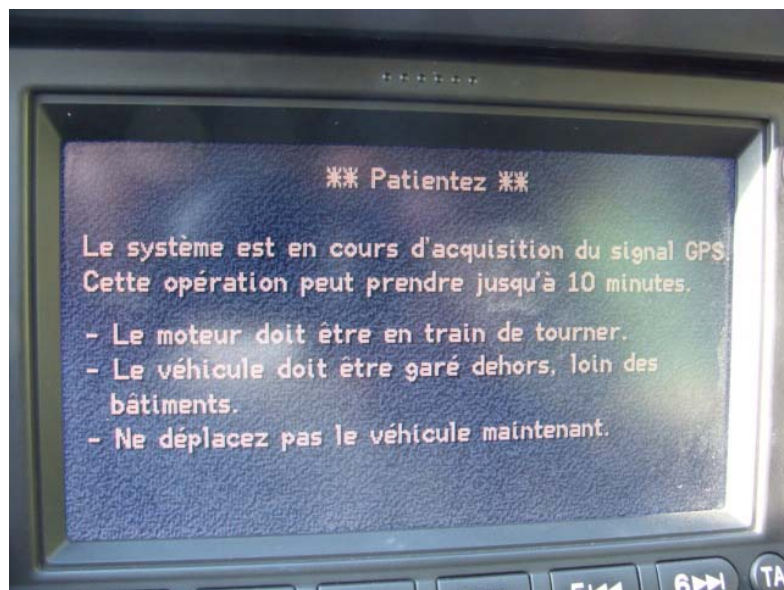 ** Patientez **
Le système est en cours d'acquisition du signal GPS.
Cette opération peut prendre jusqu'à 10 minutes.
- Le moteur doit être en train de tourner.
- Le véhicule doit être garé dehors, loin des
bâtiments.
- Ne déplacez pas le véhicule maintenant.
6 ▶▶|
TA